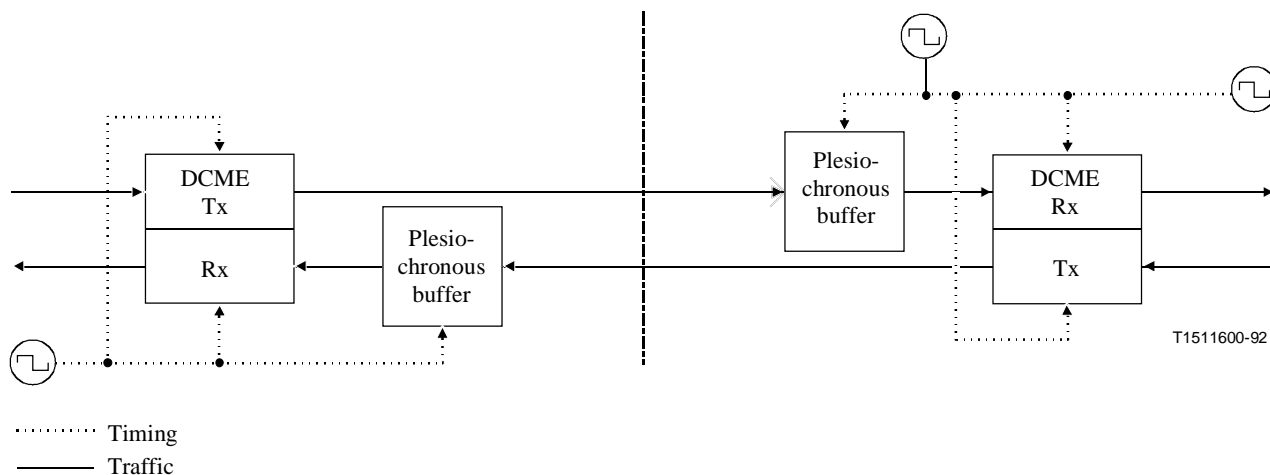 DCME
Tx
Rx
Plesio-
chronous
buffer
Plesio-
chronous
buffer
DCME
Rx
Tx
T1511600-92
Timing
Traffic